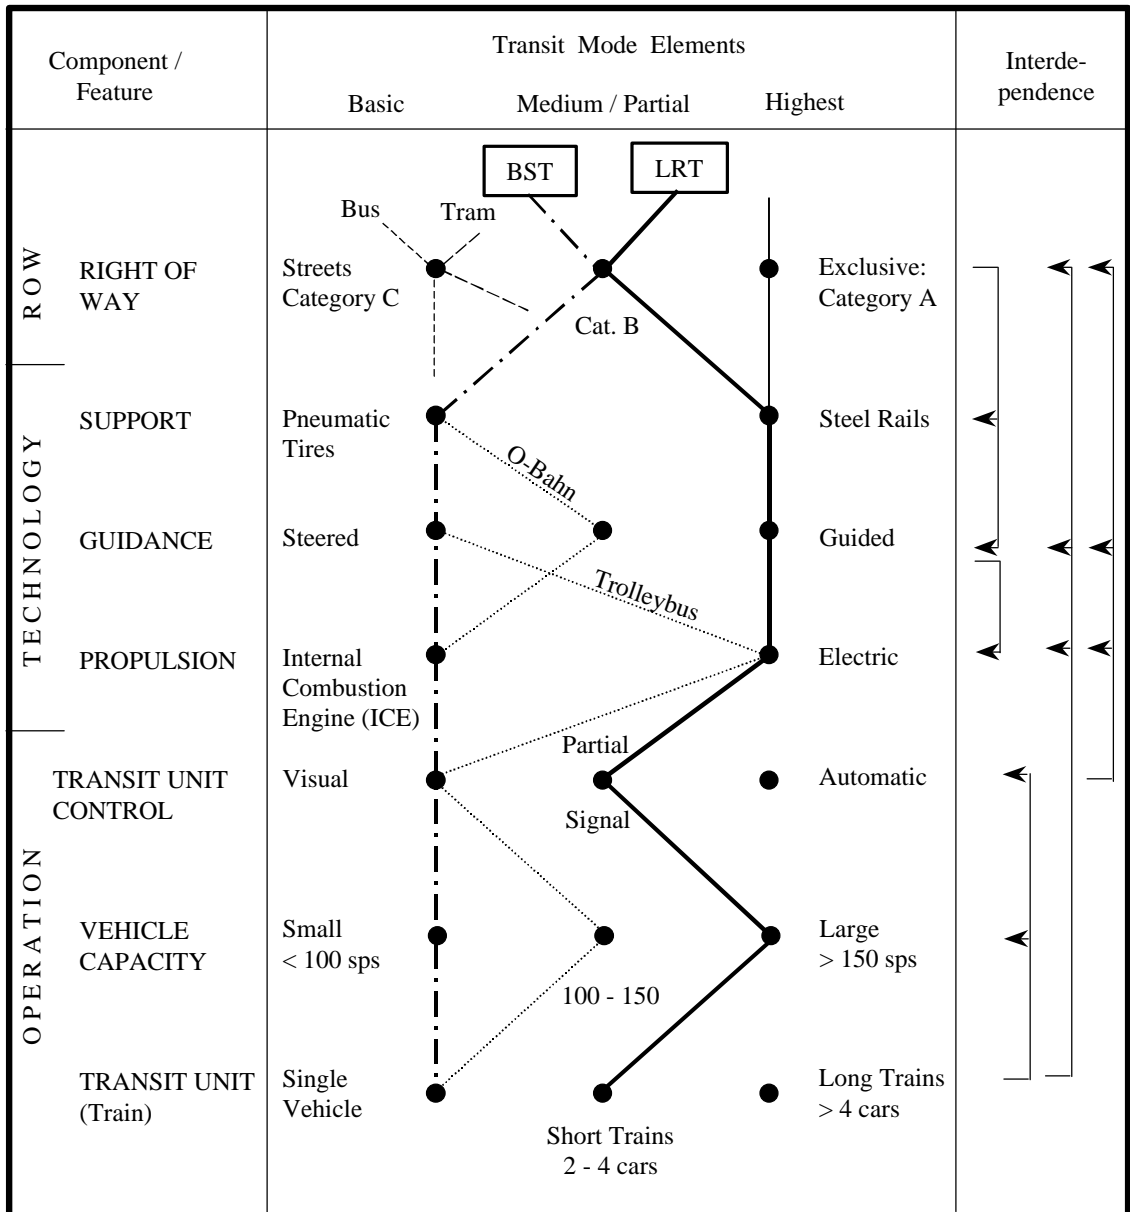 Component /
Feature
Transit Mode Elements
Basic
Medium / Partial
Highest
Interde-
pendence
BST
LRT
Bus
Tram
ROW
RIGHT OF
WAY
Streets
Category C
Cat. B
Exclusive:
Category A
TECHNOLOGY
SUPPORT
Pneumatic
Tires
Steel Rails
O-Bahn
GUIDANCE
Steered
Guided
Trolleybus
PROPULSION
Internal
Combustion
Engine (ICE)
Electric
OPERATION
TRANSIT UNIT
CONTROL
Visual
Partial
Signal
Automatic
VEHICLE
CAPACITY
Small
< 100 sps
100 - 150
Large
> 150 sps
TRANSIT UNIT
(Train)
Single
Vehicle
Short Trains
2 - 4 cars
Long Trains
> 4 cars